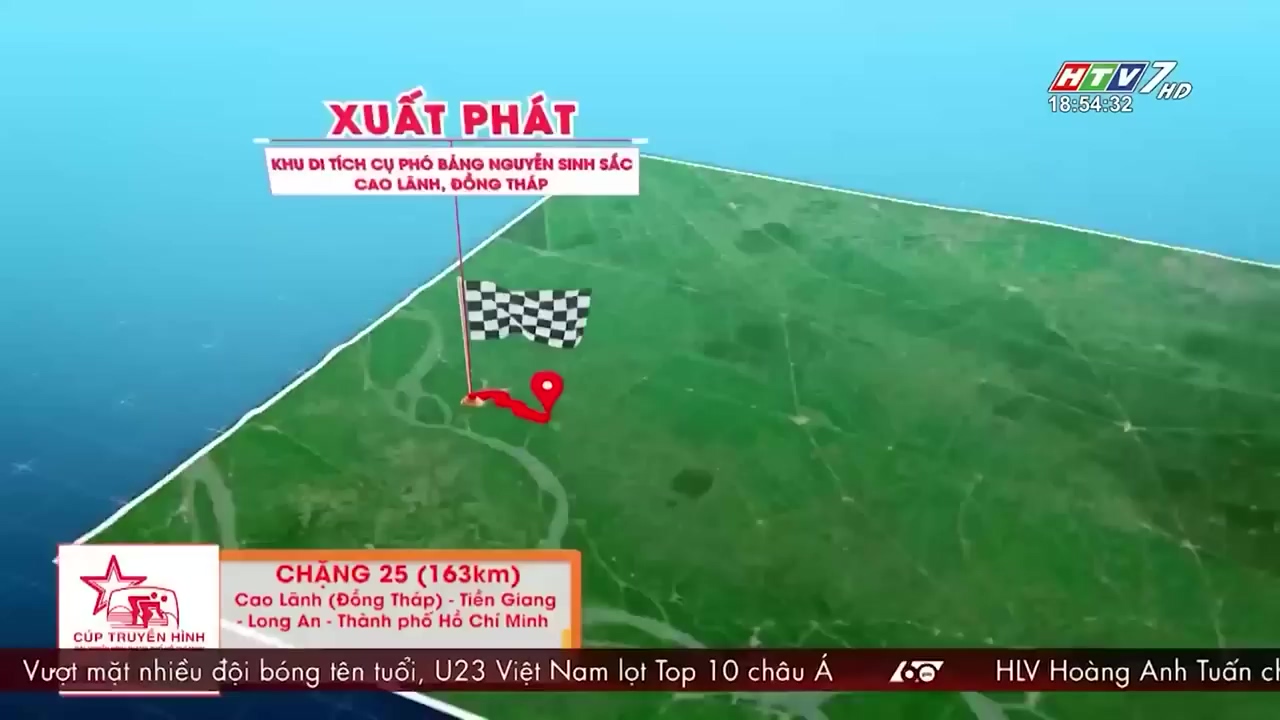 HTV7 HD
18:54:32
XUẤT PHÁT
KHU DI TÍCH CỤ PHÓ BẢNG NGUYỄN SINH SẮC
CAO LÃNH, ĐỒNG THÁP
CHẶNG 25 (163km)
Cao Lãnh (Đồng Tháp) - Tiền Giang
- Long An - Thành phố Hồ Chí Minh
CÚP TRUYỀN HÌNH
Vượt mặt nhiều đội bóng tên tuổi, U23 Việt Nam lọt Top 10 châu Á
60
HLV Hoàng Anh Tuấn